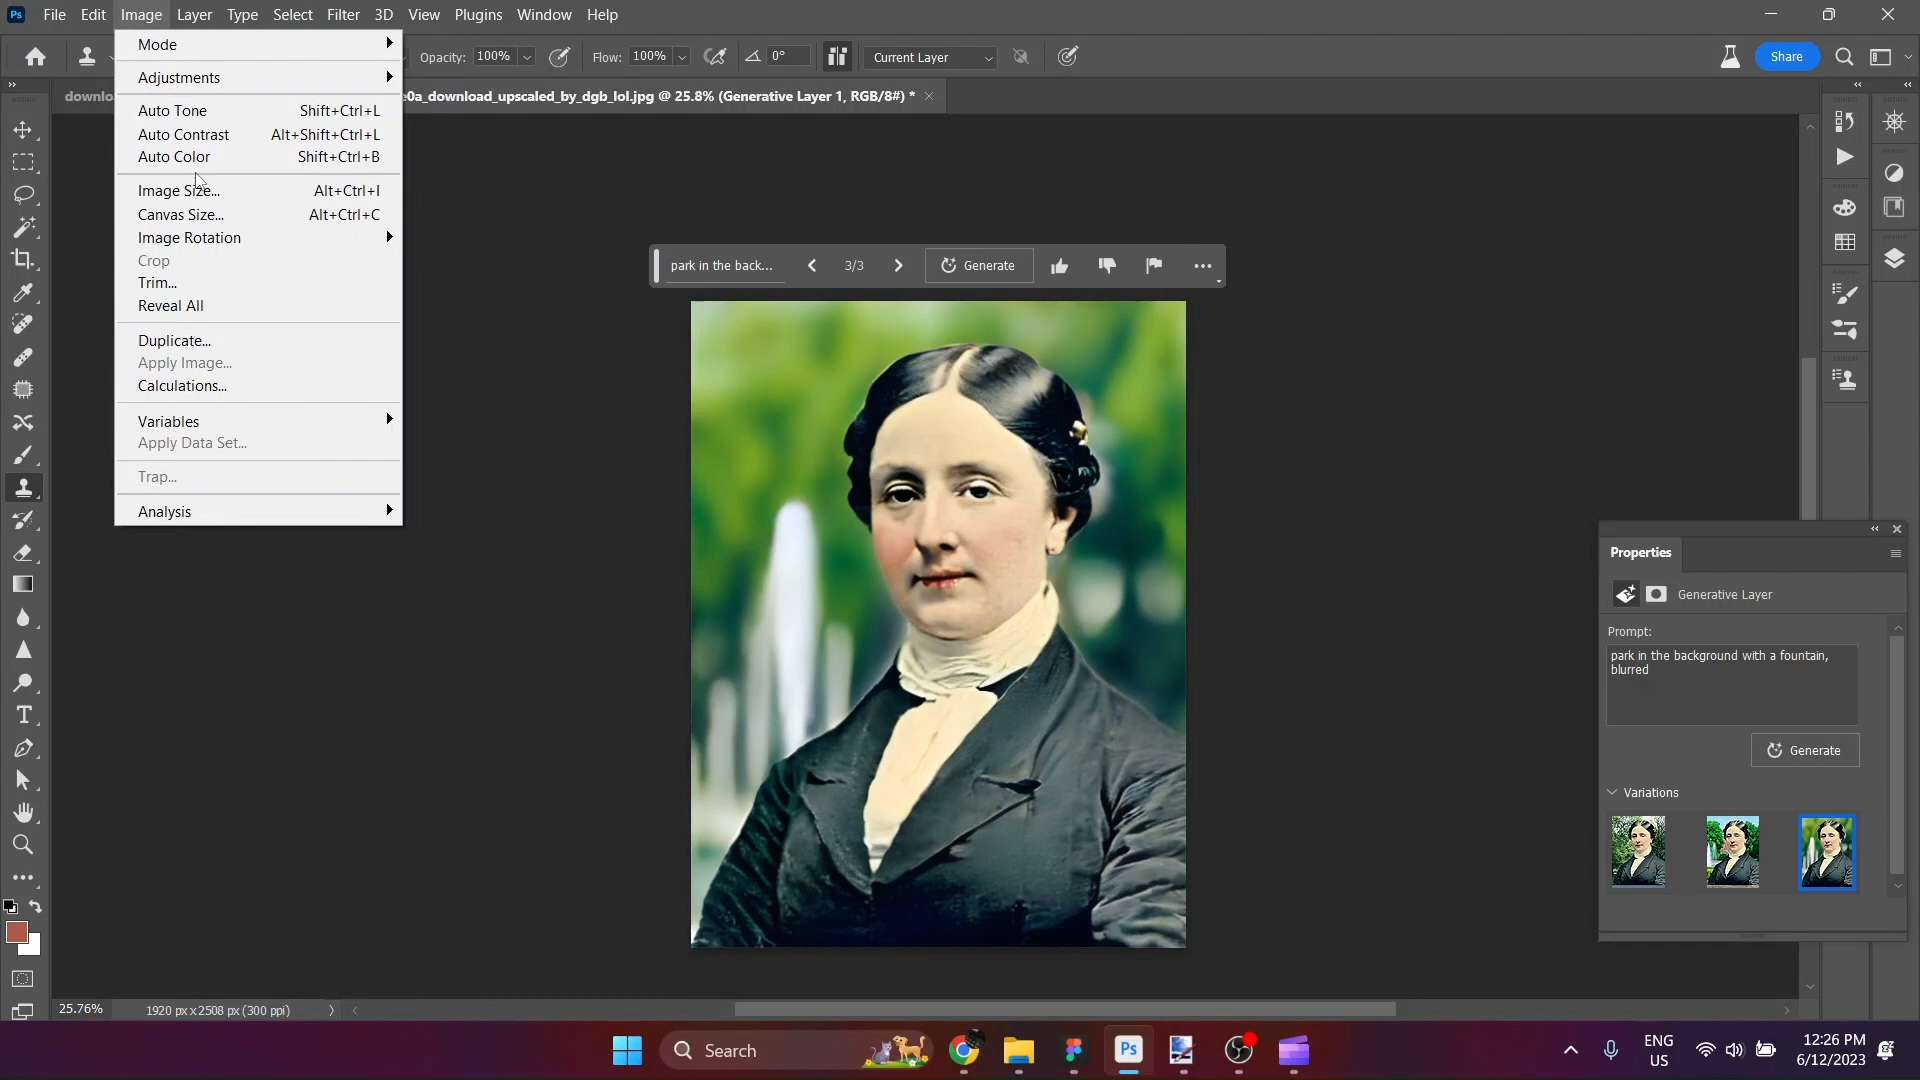 Ps File Edit Image Layer Type Select Filter 3D View Plugins Window Help
Opacity: 100% Flow: 100% 0° Current Layer Share
downlo
e0a_download_upscaled_by_dgb_lol.jpg @ 25.8% (Generative Layer 1, RGB/8#) *
Mode
Adjustments
Auto Tone Shift+Ctrl+L
Auto Contrast Alt+Shift+Ctrl+L
Auto Color Shift+Ctrl+B
Image Size... Alt+Ctrl+I
Canvas Size... Alt+Ctrl+C
Image Rotation
Crop
Trim...
Reveal All
Duplicate...
Apply Image...
Calculations...
Variables
Apply Data Set...
Trap...
Analysis
park in the back... 3/3 Generate
Properties
Generative Layer
Prompt:
park in the background with a fountain,
blurred
Generate
Variations
25.76% 1920 px x 2508 px (300 ppi)
Search
Ps
ENG
US
12:26 PM
6/12/2023